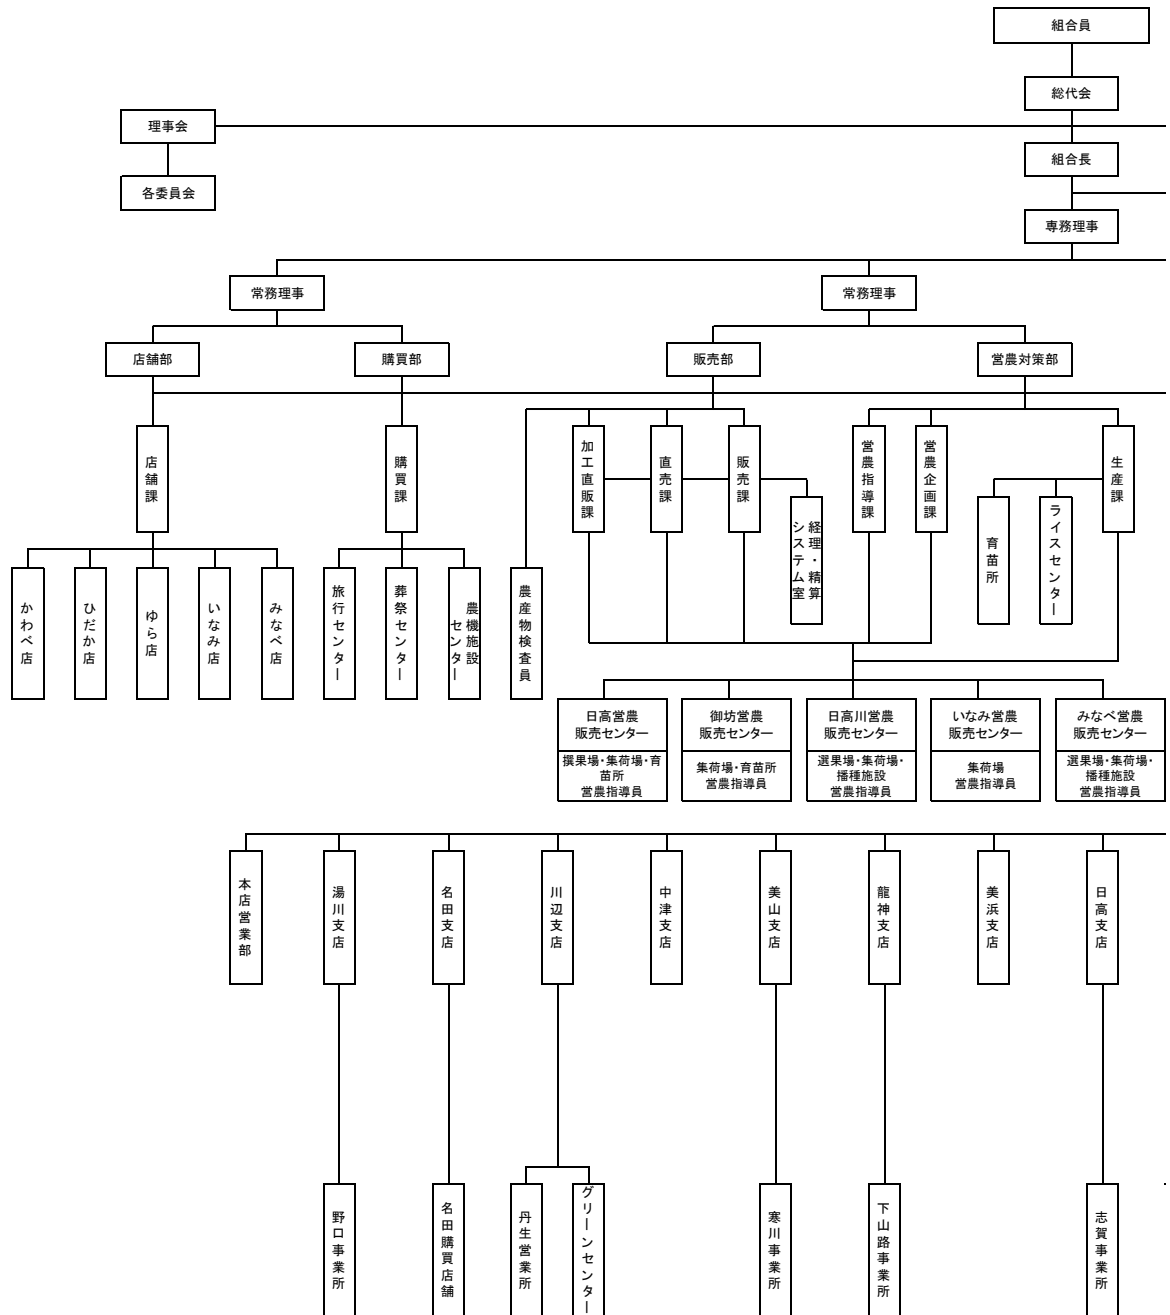 組合員
総代会
理事会
組合長
各委員会
専務理事
常務理事
常務理事
店舗部
購買部
販売部
営農対策部
店舗課
購買課
加工直販課
直売課
販売課
営農指導課
営農企画課
生産課
経理・精算
システム室
育苗所
ライスセンター
かわべ店
ひだか店
ゆら店
いなみ店
みなべ店
旅行センター
葬祭センター
農機施設
センター
農産物検査員
日高営農
販売センター
撰果場・集荷場・育
苗所
営農指導員
御坊営農
販売センター
集荷場・育苗所
営農指導員
日高川営農
販売センター
選果場・集荷場・
播種施設
営農指導員
いなみ営農
販売センター
集荷場
営農指導員
みなべ営農
販売センター
選果場・集荷場・
播種施設
営農指導員
本店営業部
湯川支店
名田支店
川辺支店
中津支店
美山支店
龍神支店
美浜支店
日高支店
野口事業所
名田購買店舗
丹生営業所
グリーンセンター
寒川事業所
下山路事業所
志賀事業所